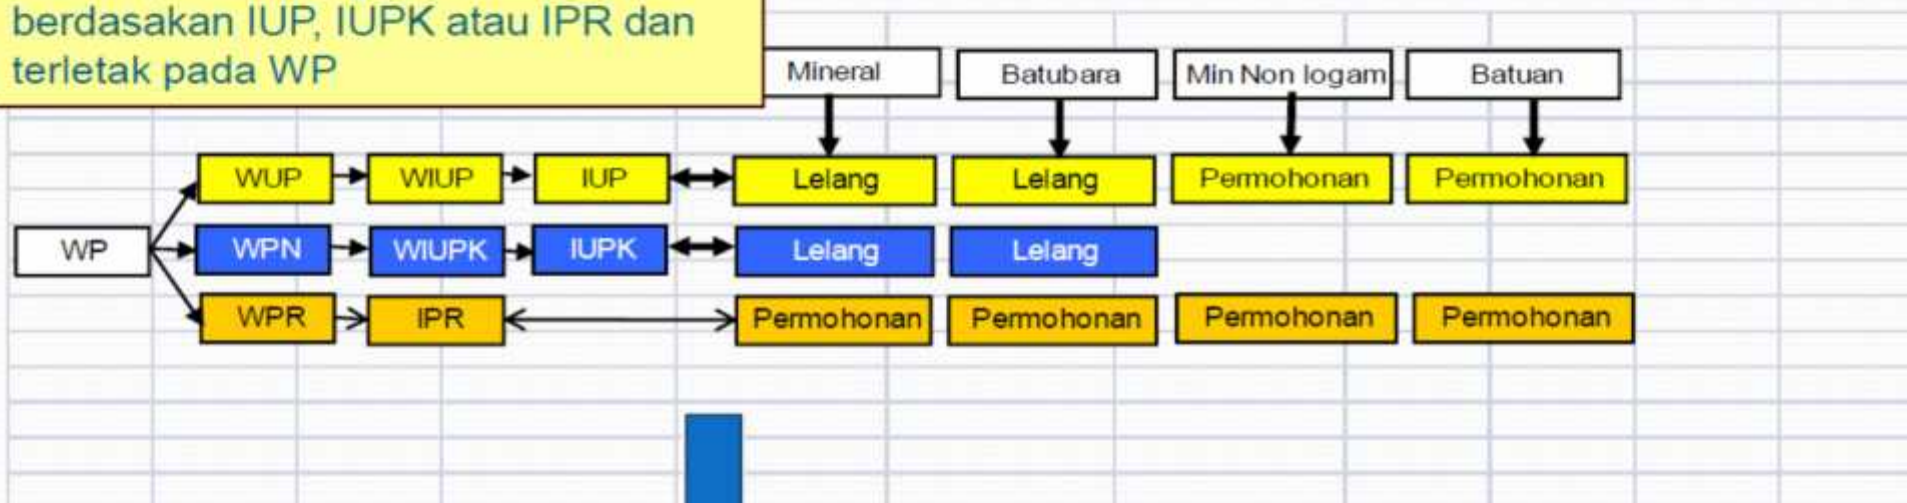 berdasakan IUP, IUPK atau IPR dan
terletak pada WP
Mineral Batubara Min Non logam Batuan
WUP WIUP IUP Lelang Lelang Permohonan Permohonan
WP WPN WIUPK IUPK Lelang Lelang
WPR IPR Permohonan Permohonan Permohonan Permohonan